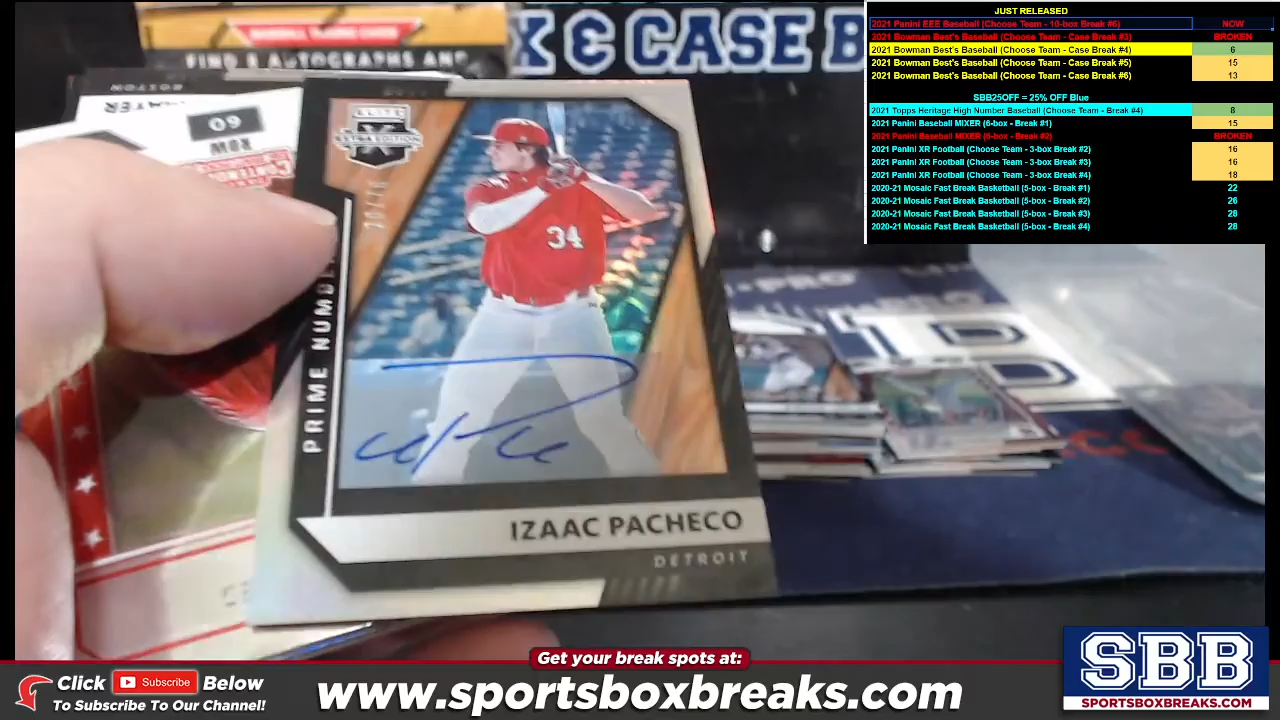 & CASE B
JUST RELEASED
2021 Panini EEE Baseball (Choose Team - 10-box Break #6) NOW
2021 Bowman Best's Baseball (Choose Team - Case Break #3) BROKEN
2021 Bowman Best's Baseball (Choose Team - Case Break #4) 6
2021 Bowman Best's Baseball (Choose Team - Case Break #5) 15
2021 Bowman Best's Baseball (Choose Team - Case Break #6) 13
SBB25OFF = 25% OFF Blue
2021 Topps Heritage High Number Baseball (Choose Team - Break #4) 8
2021 Panini Baseball MIXER (6-box - Break #1) 15
2021 Panini Baseball MIXER (6-box - Break #2) BROKEN
2021 Panini XR Football (Choose Team - 3-box Break #2) 16
2021 Panini XR Football (Choose Team - 3-box Break #3) 16
2021 Panini XR Football (Choose Team - 3-box Break #4) 18
2020-21 Mosaic Fast Break Basketball (5-box - Break #1) 22
2020-21 Mosaic Fast Break Basketball (5-box - Break #2) 26
2020-21 Mosaic Fast Break Basketball (5-box - Break #3) 28
2020-21 Mosaic Fast Break Basketball (5-box - Break #4) 28
BOSTON
60
ELITE
EXTRA EDITION
X
34
PRIME NUMBE
IZAAC PACHECO
DETROIT
Get your break spots at:
Click Subscribe Below
To Subscribe To Our Channel!
www.sportsboxbreaks.com
SBB
SPORTSBOXBREAKS.COM